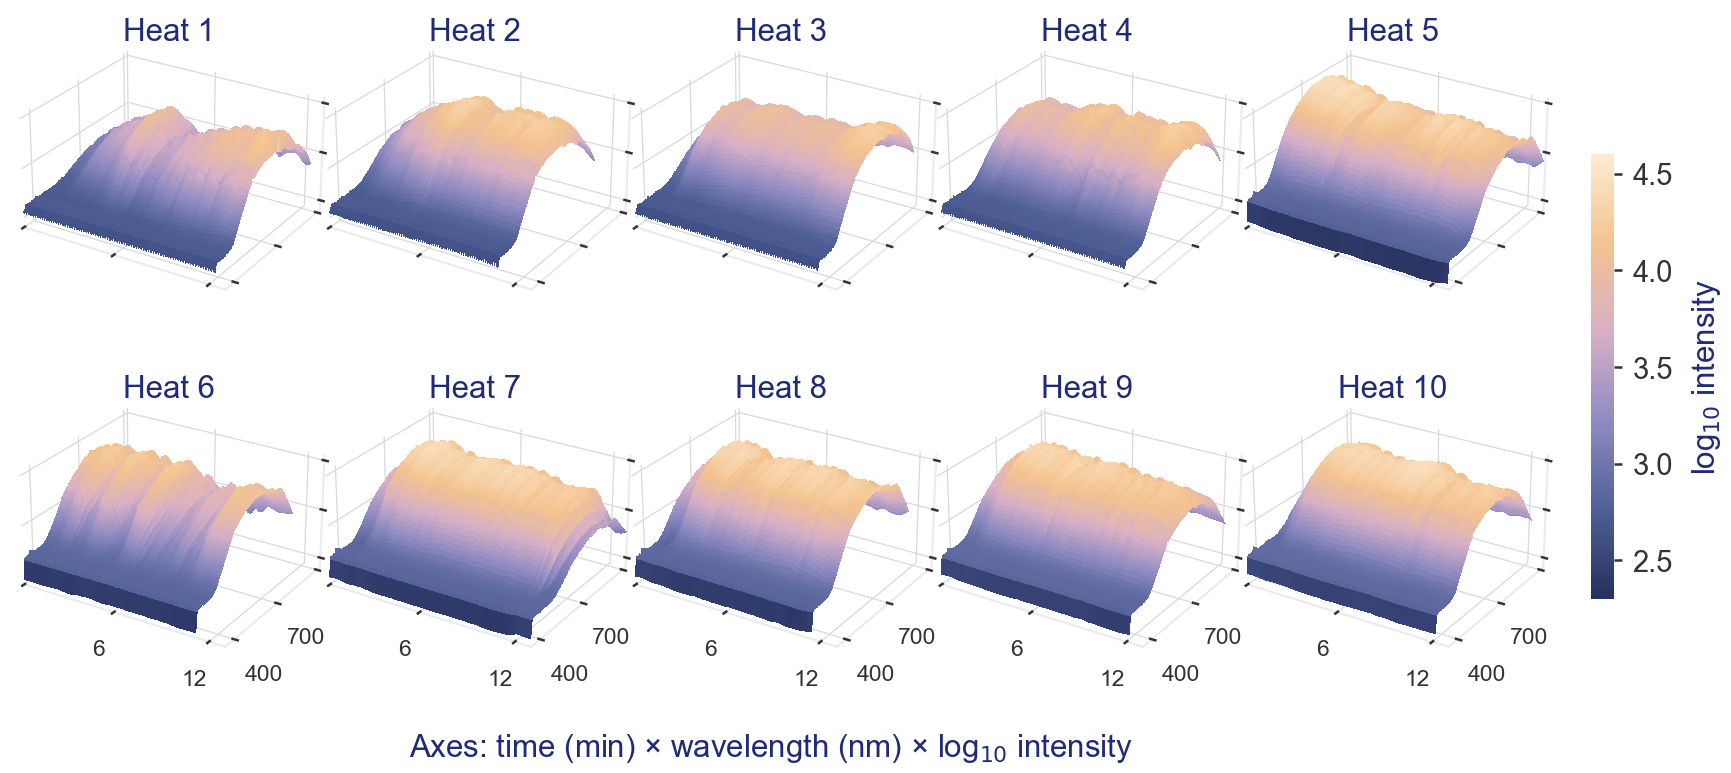 Heat 1
Heat 2
Heat 3
Heat 4
Heat 5
4.5
4.0
3.5
3.0
2.5
log₁₀ intensity
Heat 6
Heat 7
Heat 8
Heat 9
Heat 10
6
12
400
700
6
12
400
700
6
12
400
700
6
12
400
700
6
12
400
700
Axes: time (min) × wavelength (nm) × log₁₀ intensity